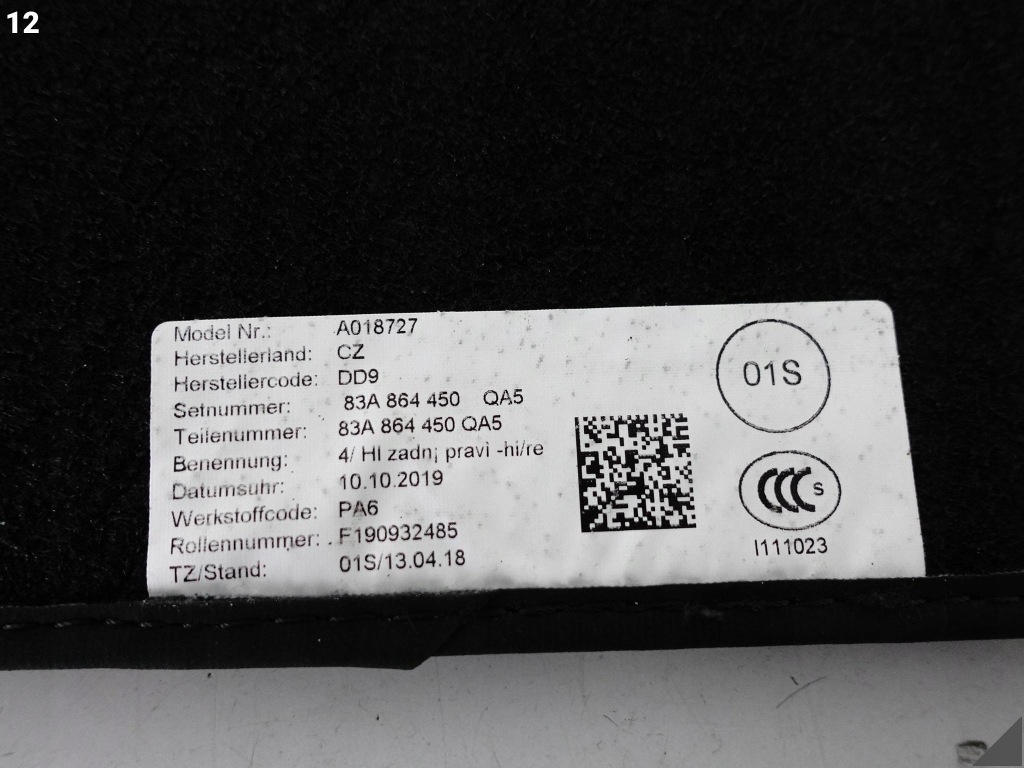 12
Model Nr.: A018727
Herstellerland: CZ
Herstellercode: DD9
Setnummer: 83A 864 450 QA5
Teilenummer: 83A 864 450 QA5
Benennung: 4/ HI zadn¡ pravi -hi/re
Datumsuhr: 10.10.2019
Werkstoffcode: PA6
Rollennummer: F190932485
TZ/Stand: 01S/13.04.18
01S
CCC S
I111023